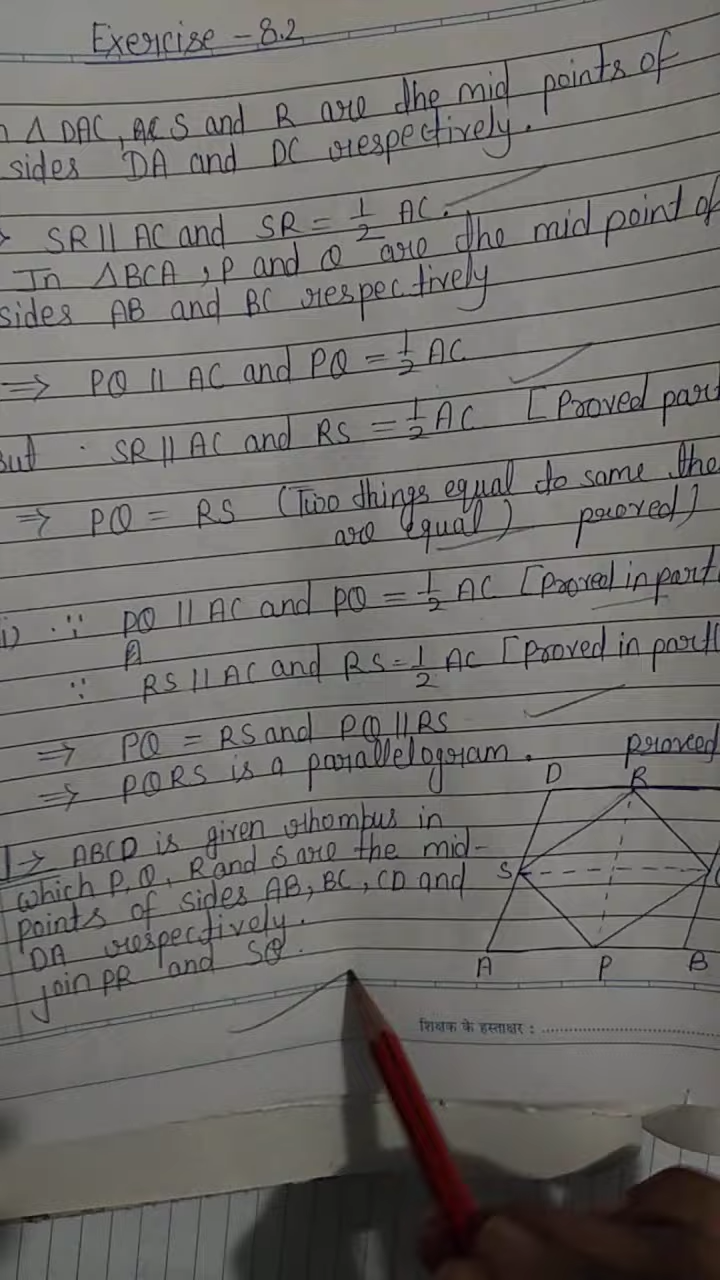 Exercise - 8.2
Δ DAC, S and R are the mid points of
sides DA and DC respectively.
SR || AC and SR = 1/2 AC.
In ΔBCA, P and Q are the mid point of
sides AB and BC respectively
⇒ PQ || AC and PQ = 1/2 AC
But SR || AC and RS = 1/2 AC [Proved part
⇒ PQ = RS (Two things equal to same the
are equal) proved]
i) ∵ PQ || AC and PQ = 1/2 AC [Proved in part
A
∵ RS || AC and RS = 1/2 AC [Proved in part
⇒ PQ = RS and PQ || RS
⇒ PQRS is a parallelogram. proved
→ ABCD is given rhombus in
which P, Q, R and S are the mid-
points of sides AB, BC, CD and
DA respectively.
join PR and SQ.
D R
S
A P B
शिक्षक के हस्ताक्षर : ........................